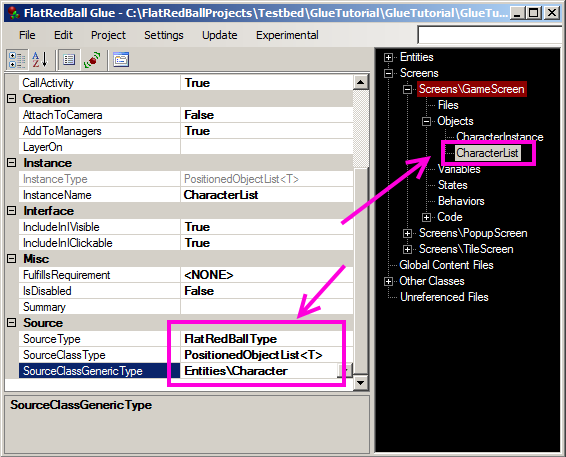 FlatRedBall Glue - C:\FlatRedBallProjects\Testbed\GlueTutorial\GlueTutorial\GlueTu...
File Edit Project Settings Update Experimental
CallActivity True
Creation
AttachToCamera False
AddToManagers True
LayerOn
Instance
InstanceType PositionedObjectList<T>
InstanceName CharacterList
Interface
IncludeInIVisible True
IncludeInIClickable True
Misc
FulfillsRequirement <NONE>
IsDisabled False
Summary
Source
SourceType FlatRedBallType
SourceClassType PositionedObjectList<T>
SourceClassGenericType Entities\Character
SourceClassGenericType
Entities
Screens
Screens\GameScreen
Files
Objects
CharacterInstance
CharacterList
Variables
States
Behaviors
Code
Screens\PopupScreen
Screens\TileScreen
Global Content Files
Other Classes
Unreferenced Files